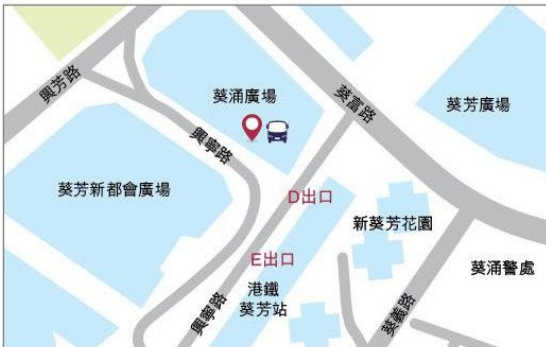 興芳路
葵涌廣場
葵富路
葵芳廣場
興寧路
葵芳新都會廣場
D出口
新葵芳花園
E出口
葵涌警處
港鐵
葵芳站
興寧路
葵義路